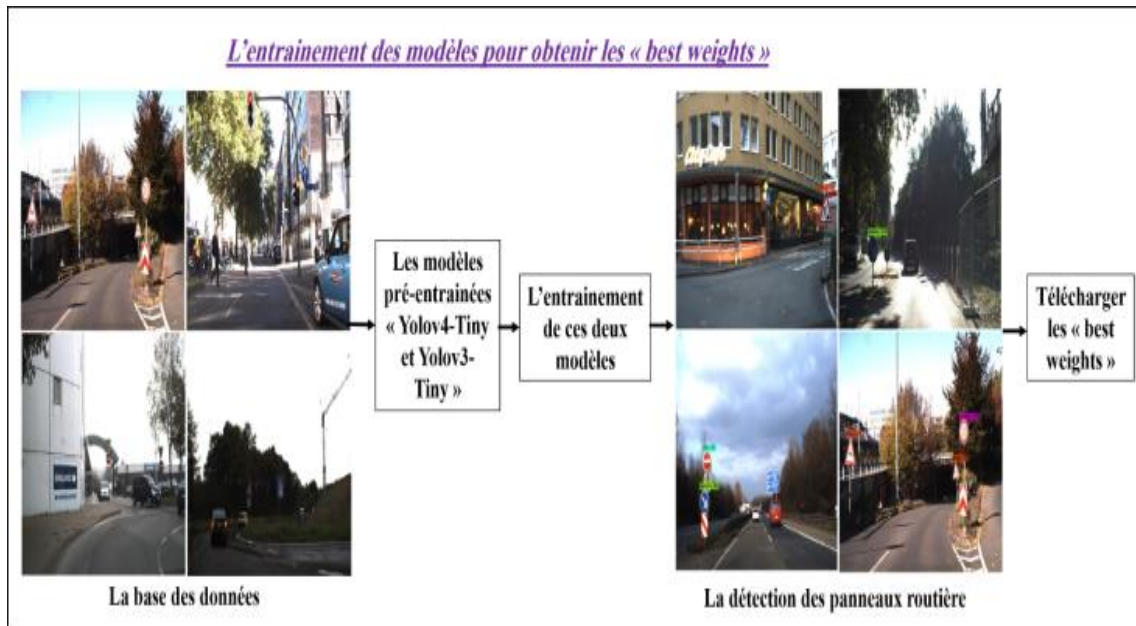 L'entrainement des modèles pour obtenir les « best weights »
Les modèles
pré-entrainées
« Yolov4-Tiny
et Yolov3-
Tiny »
L'entrainement
de ces deux
modèles
Télécharger
les « best
weights »
La base des données
La détection des panneaux routière